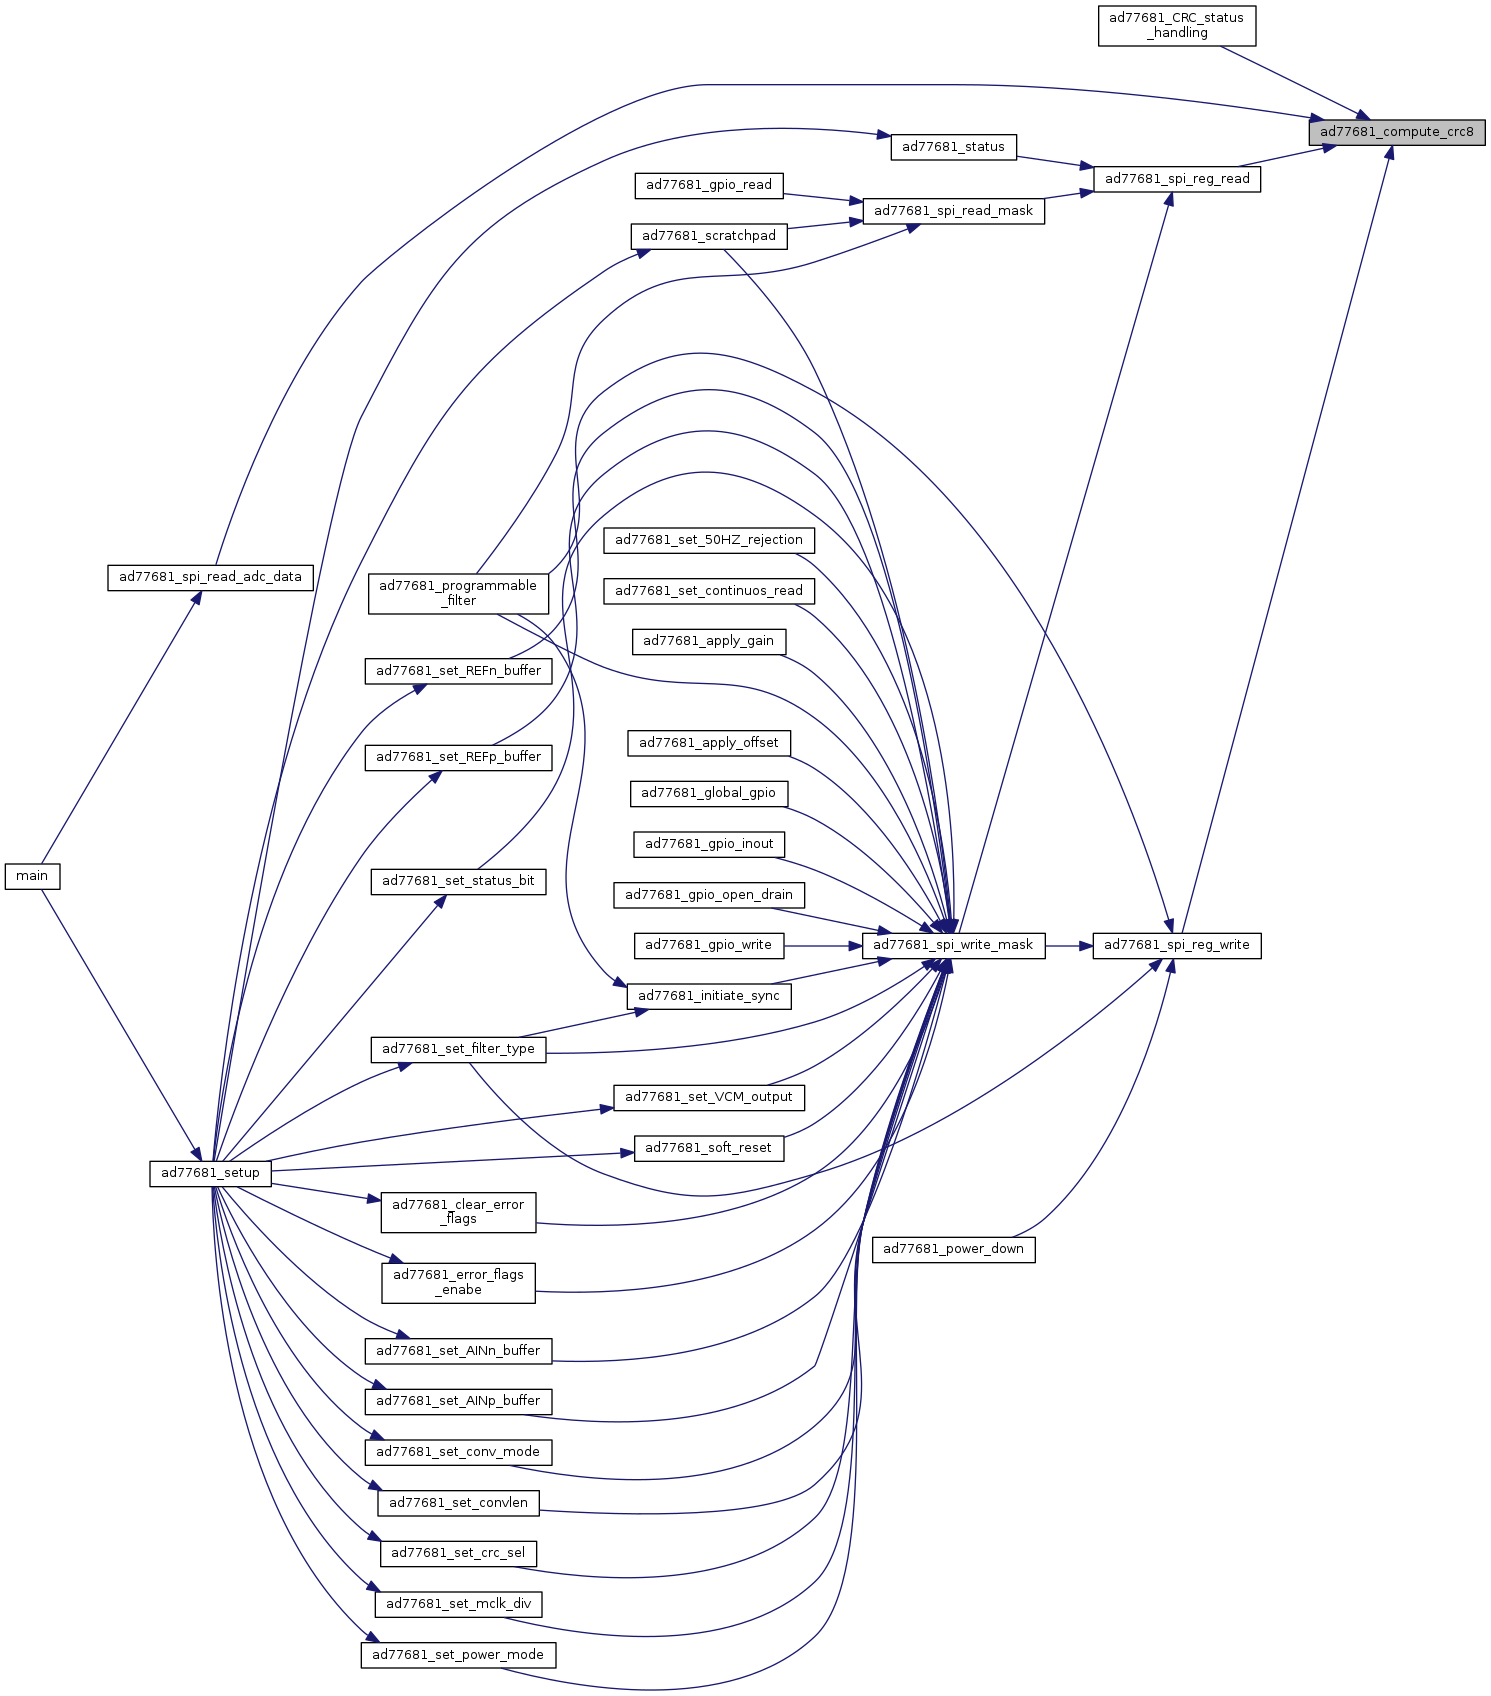 ad77681_CRC_status
_handling
ad77681_compute_crc8
ad77681_status
ad77681_spi_reg_read
ad77681_gpio_read
ad77681_spi_read_mask
ad77681_scratchpad
ad77681_set_50HZ_rejection
ad77681_spi_read_adc_data
ad77681_programmable
_filter
ad77681_set_continuos_read
ad77681_apply_gain
ad77681_set_REFn_buffer
ad77681_apply_offset
ad77681_set_REFp_buffer
ad77681_global_gpio
ad77681_gpio_inout
main
ad77681_set_status_bit
ad77681_gpio_open_drain
ad77681_gpio_write
ad77681_spi_write_mask
ad77681_spi_reg_write
ad77681_initiate_sync
ad77681_set_filter_type
ad77681_set_VCM_output
ad77681_soft_reset
ad77681_setup
ad77681_clear_error
_flags
ad77681_power_down
ad77681_error_flags
_enabe
ad77681_set_AINn_buffer
ad77681_set_AINp_buffer
ad77681_set_conv_mode
ad77681_set_convlen
ad77681_set_crc_sel
ad77681_set_mclk_div
ad77681_set_power_mode